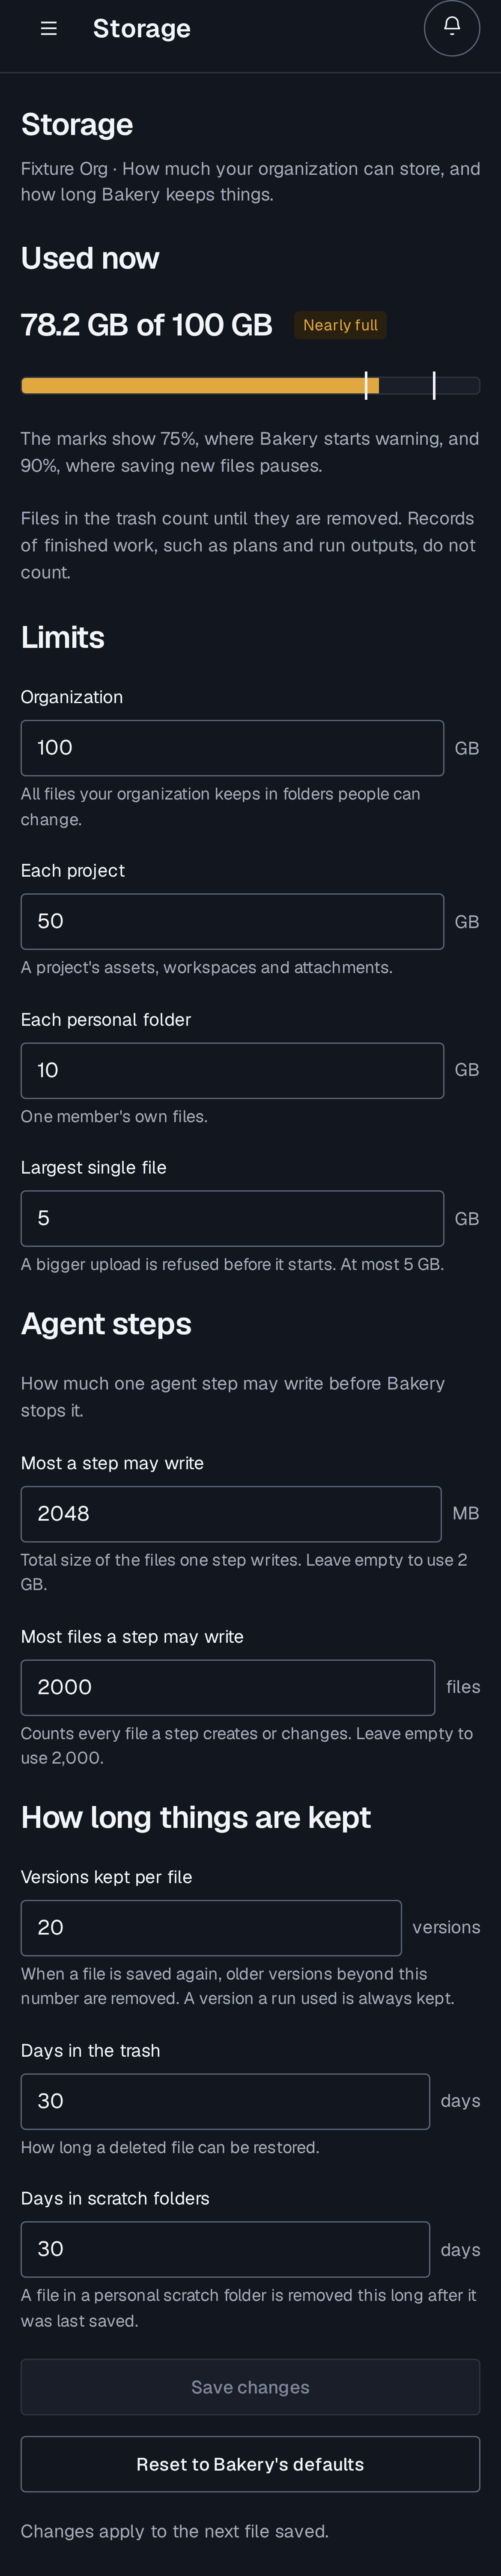 Storage
Storage
Fixture Org · How much your organization can store, and
how long Bakery keeps things.
Used now
78.2 GB of 100 GB
Nearly full
The marks show 75%, where Bakery starts warning, and
90%, where saving new files pauses.
Files in the trash count until they are removed. Records
of finished work, such as plans and run outputs, do not
count.
Limits
Organization
100
GB
All files your organization keeps in folders people can
change.
Each project
50
GB
A project's assets, workspaces and attachments.
Each personal folder
10
GB
One member's own files.
Largest single file
5
GB
A bigger upload is refused before it starts. At most 5 GB.
Agent steps
How much one agent step may write before Bakery
stops it.
Most a step may write
2048
MB
Total size of the files one step writes. Leave empty to use 2
GB.
Most files a step may write
2000
files
Counts every file a step creates or changes. Leave empty to
use 2,000.
How long things are kept
Versions kept per file
20
versions
When a file is saved again, older versions beyond this
number are removed. A version a run used is always kept.
Days in the trash
30
days
How long a deleted file can be restored.
Days in scratch folders
30
days
A file in a personal scratch folder is removed this long after it
was last saved.
Save changes
Reset to Bakery's defaults
Changes apply to the next file saved.